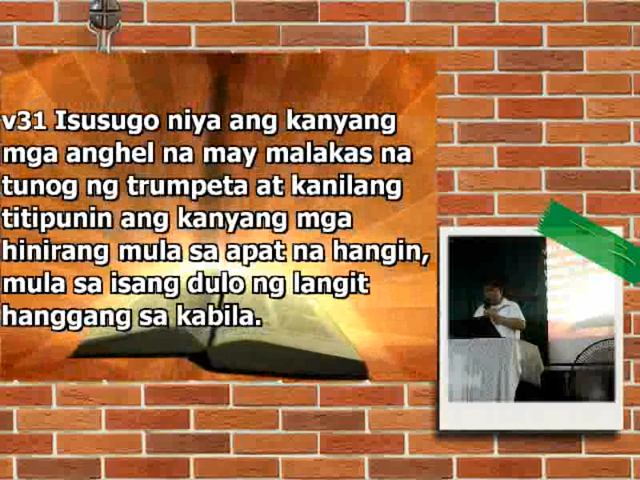 v31 Isusugo niya ang kanyang
mga anghel na may malakas na
tunog ng trumpeta at kanilang
titipunin ang kanyang mga
hinirang mula sa apat na hangin,
mula sa isang dulo ng langit
hanggang sa kabila.